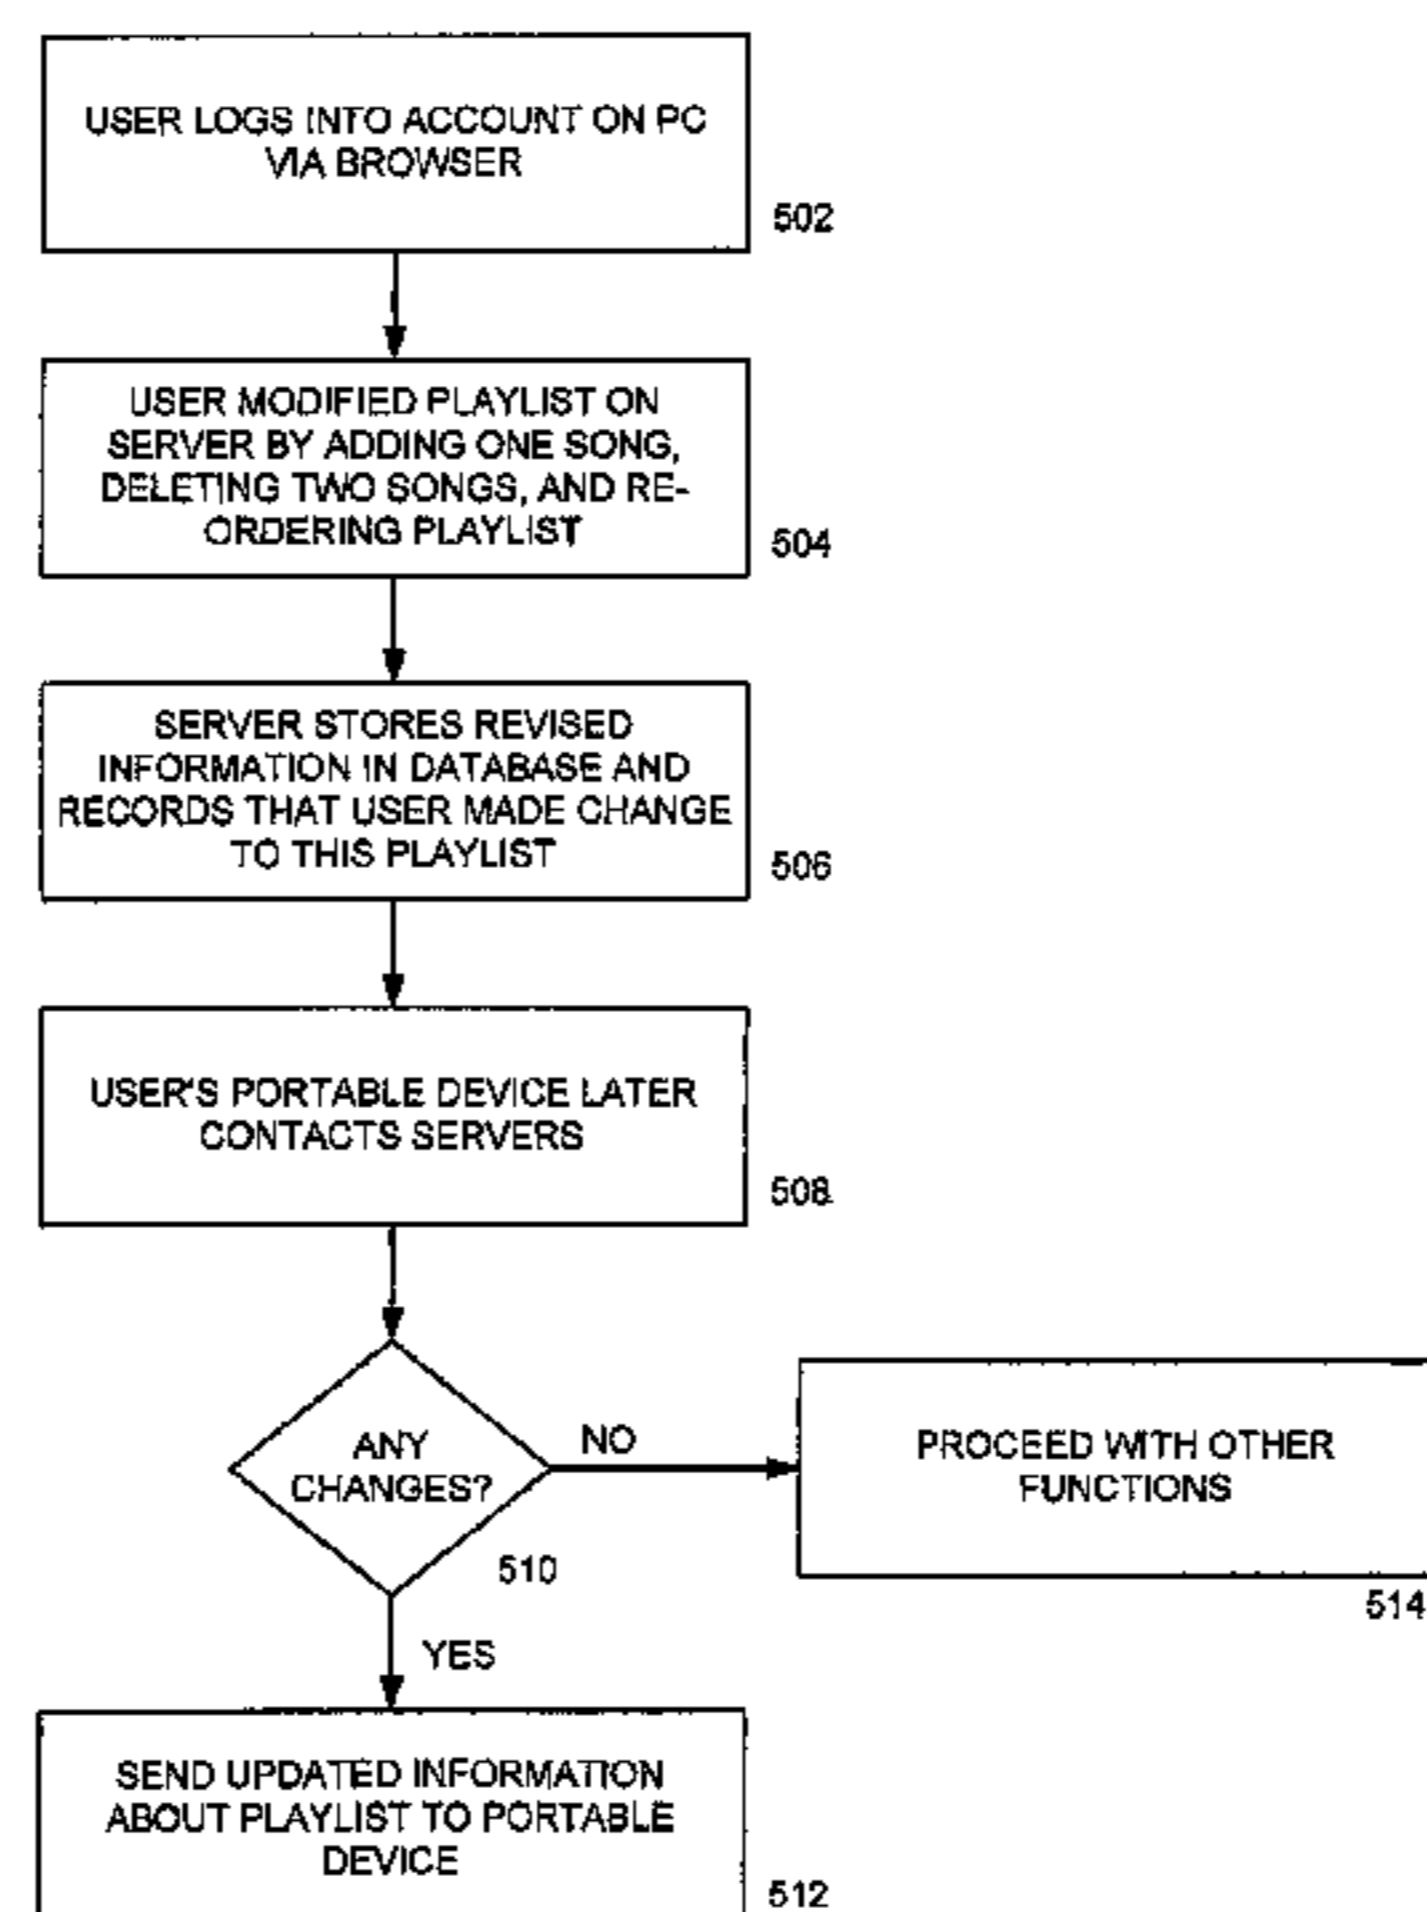 USER LOGS INTO ACCOUNT ON PC
VIA BROWSER
502
USER MODIFIED PLAYLIST ON
SERVER BY ADDING ONE SONG,
DELETING TWO SONGS, AND RE-
ORDERING PLAYLIST
504
SERVER STORES REVISED
INFORMATION IN DATABASE AND
RECORDS THAT USER MADE CHANGE
TO THIS PLAYLIST
506
USER'S PORTABLE DEVICE LATER
CONTACTS SERVERS
508
ANY
CHANGES?
510
NO
PROCEED WITH OTHER
FUNCTIONS
514
YES
SEND UPDATED INFORMATION
ABOUT PLAYLIST TO PORTABLE
DEVICE
512